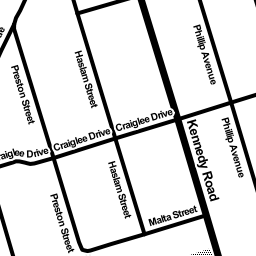 Phillip Avenue
Haslam Street
Preston Street
Craiglee Drive
Craiglee Drive
Kennedy Road
Phillip Avenue
raiglee Drive
Haslam Street
Preston Street
Malta Street